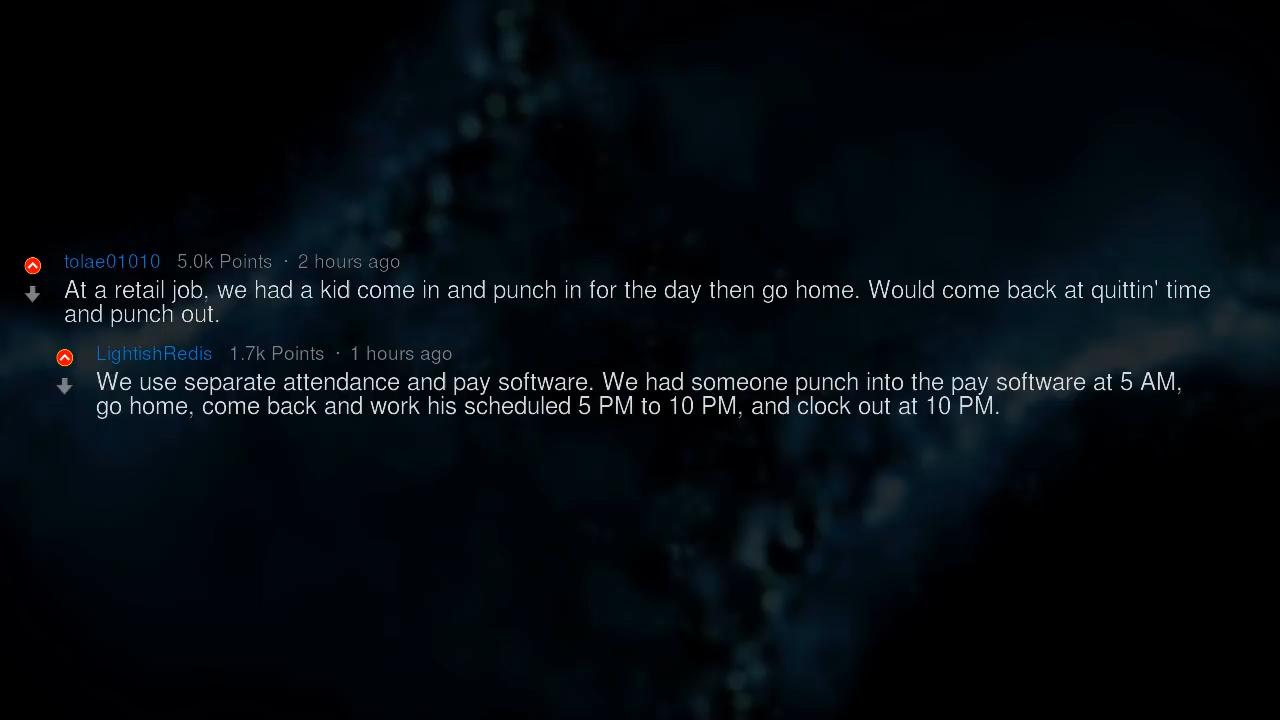 tolae01010 5.0k Points · 2 hours ago
At a retail job, we had a kid come in and punch in for the day then go home. Would come back at quittin' time
and punch out.
LightishRedis 1.7k Points · 1 hours ago
We use separate attendance and pay software. We had someone punch into the pay software at 5 AM,
go home, come back and work his scheduled 5 PM to 10 PM, and clock out at 10 PM.